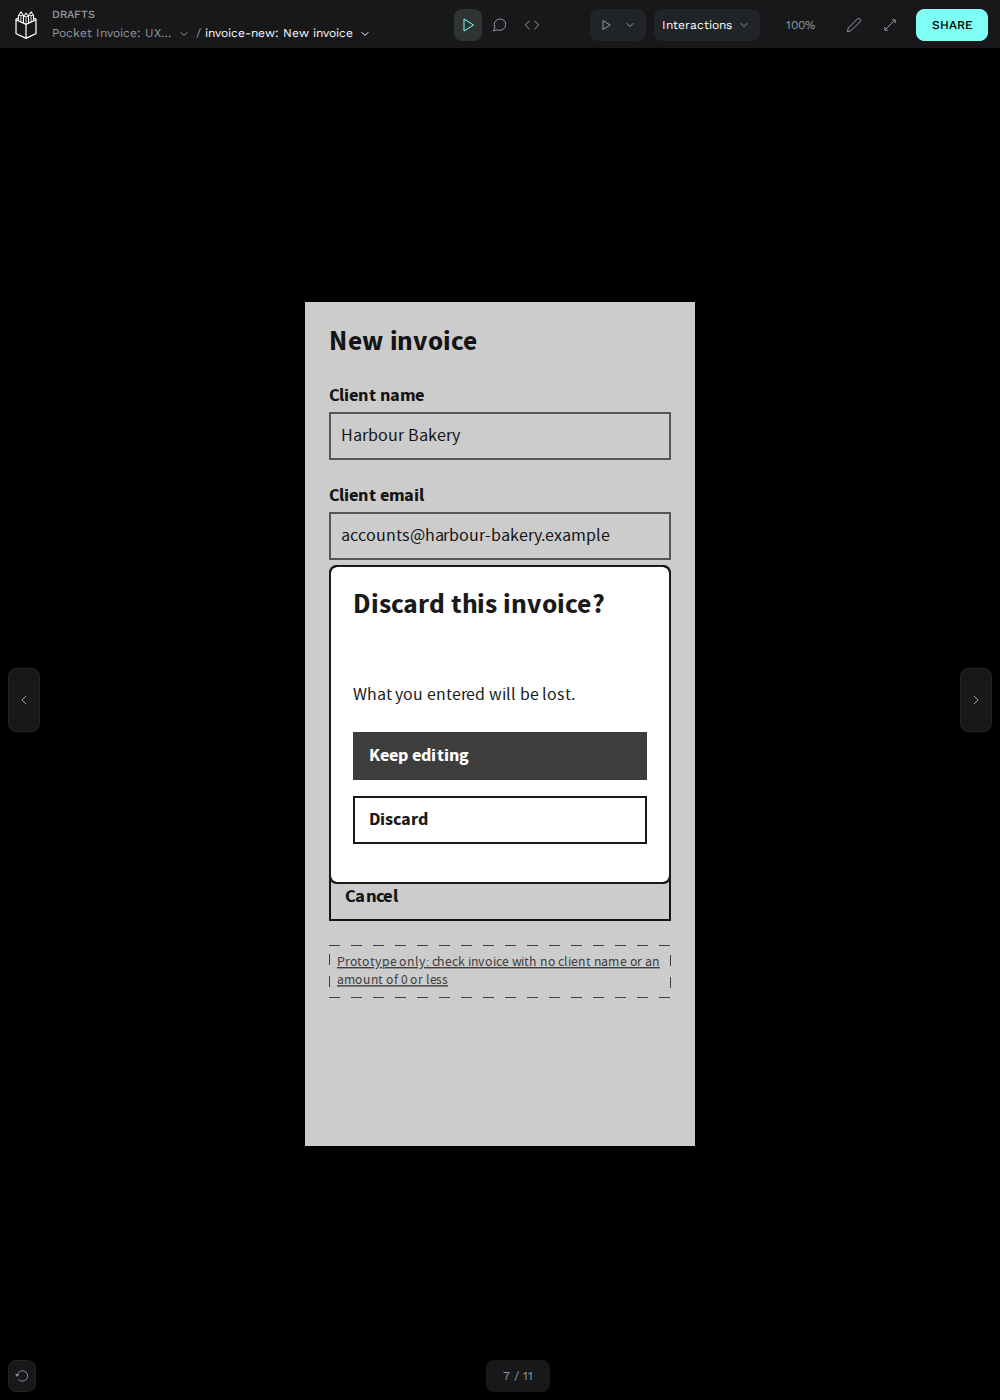 DRAFTS
Pocket Invoice: UX... / invoice-new: New invoice
Interactions
100%
SHARE
New invoice
Client name
Harbour Bakery
Client email
accounts@harbour-bakery.example
Discard this invoice?
What you entered will be lost.
Keep editing
Discard
Cancel
Prototype only: check invoice with no client name or an
amount of 0 or less
7 / 11